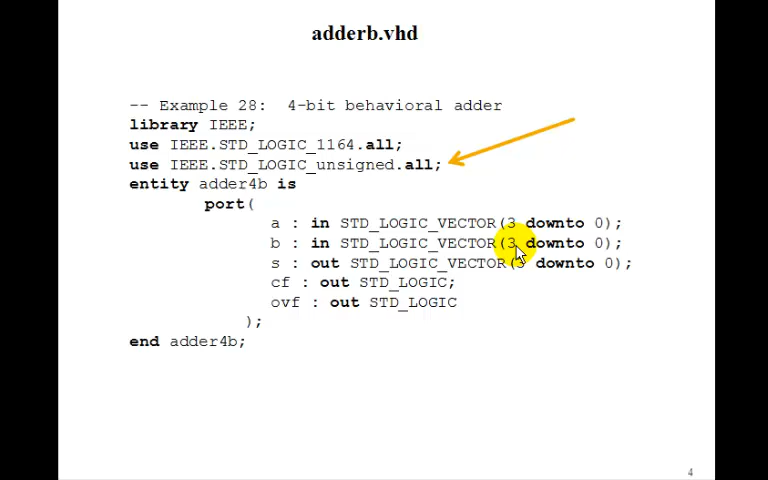 adderb.vhd
-- Example 28:  4-bit behavioral adder
library IEEE;
use IEEE.STD_LOGIC_1164.all;
use IEEE.STD_LOGIC_unsigned.all;
entity adder4b is
port(
a : in STD_LOGIC_VECTOR(3 downto 0);
b : in STD_LOGIC_VECTOR(3 downto 0);
s : out STD_LOGIC_VECTOR(3 downto 0);
cf : out STD_LOGIC;
ovf : out STD_LOGIC
);
end adder4b;
4